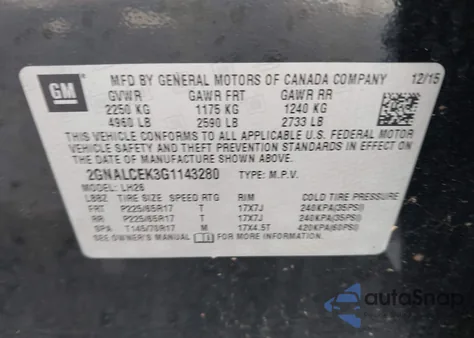 GM MFD BY GENERAL MOTORS OF CANADA COMPANY 12/15
GVWR GAWR FRT GAWR RR
2250 KG 1175 KG 1240 KG
4960 LB 2590 LB 2733 LB
THIS VEHICLE CONFORMS TO ALL APPLICABLE U.S. FEDERAL MOTOR
VEHICLE SAFETY AND THEFT PREVENTION STANDARDS IN EFFECT ON
THE DATE OF MANUFACTURE SHOWN ABOVE.
2GNALCEK3G1143280 TYPE: M.P.V.
MODEL: LH26
LBBZ TIRE SIZE SPEED RTG RIM COLD TIRE PRESSURE
FRT P225/65R17 T 17X7J 240KPA(35PSI)
RR P225/65R17 T 17X7J 240KPA(35PSI)
SPA T145/70R17 M 17X4.5T 420KPA(60PSI)
SEE OWNER'S MANUAL FOR MORE INFORMATION.
autoSnap